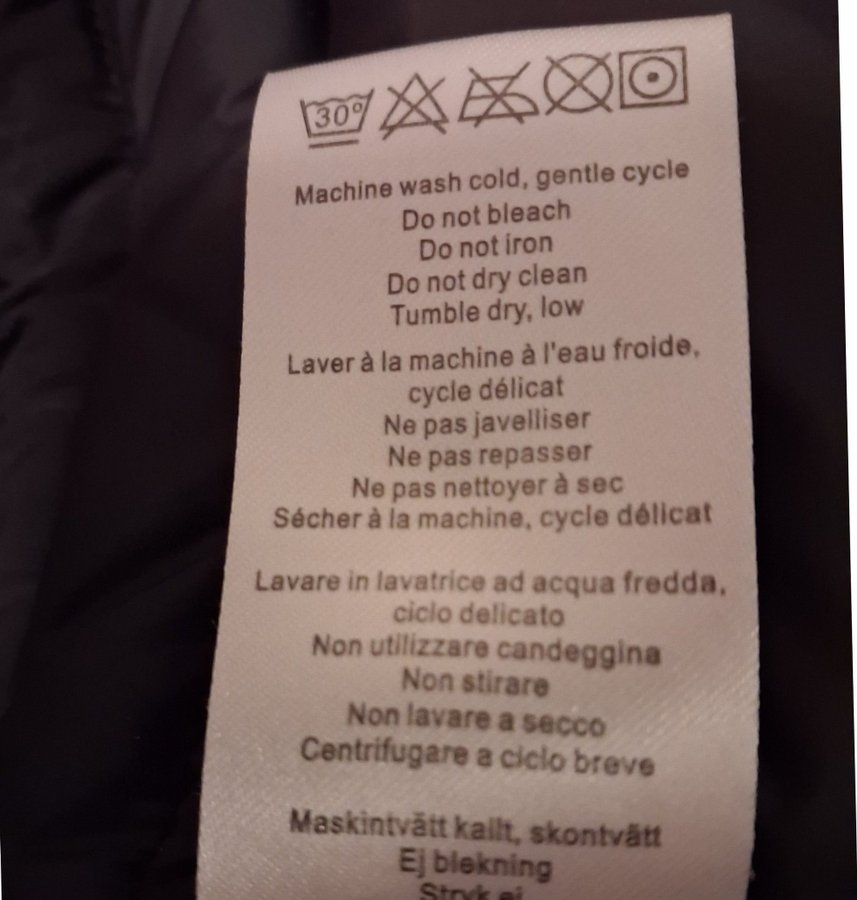 30°
Machine wash cold, gentle cycle
Do not bleach
Do not iron
Do not dry clean
Tumble dry, low
Laver à la machine à l'eau froide,
cycle délicat
Ne pas javelliser
Ne pas repasser
Ne pas nettoyer à sec
Sécher à la machine, cycle délicat
Lavare in lavatrice ad acqua fredda,
ciclo delicato
Non utilizzare candeggina
Non stirare
Non lavare a secco
Centrifugare a ciclo breve
Maskintvätt kallt, skontvätt
Ej blekning
Stryk ej